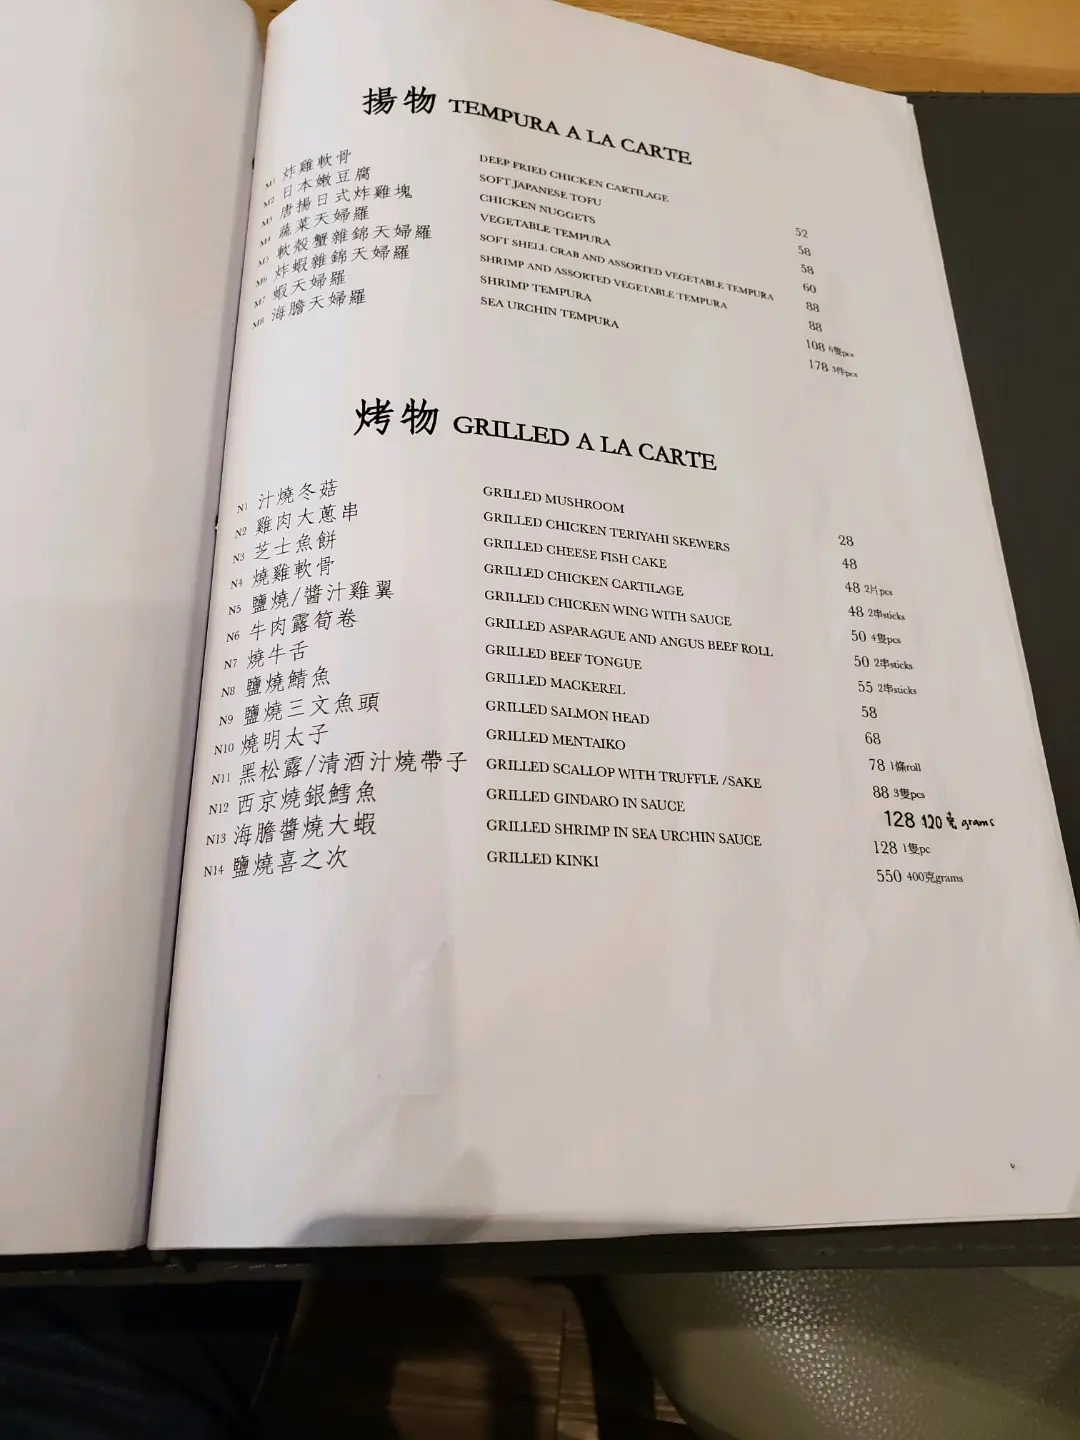 揚物 TEMPURA A LA CARTE
M1 炸雞軟骨 DEEP FRIED CHICKEN CARTILAGE 52
M2 日本嫩豆腐 SOFT JAPANESE TOFU 58
M3 唐揚日式炸雞塊 CHICKEN NUGGETS 58
M4 蔬菜天婦羅 VEGETABLE TEMPURA 60
M5 軟殼蟹雜錦天婦羅 SOFT SHELL CRAB AND ASSORTED VEGETABLE TEMPURA 88
M6 炸蝦雜錦天婦羅 SHRIMP AND ASSORTED VEGETABLE TEMPURA 88
M7 蝦天婦羅 SHRIMP TEMPURA 108 6隻pcs
M8 海膽天婦羅 SEA URCHIN TEMPURA 178 3件pcs
烤物 GRILLED A LA CARTE
N1 汁燒冬菇 GRILLED MUSHROOM 28
N2 雞肉大蔥串 GRILLED CHICKEN TERIYAHI SKEWERS 48
N3 芝士魚餅 GRILLED CHEESE FISH CAKE 48 2片pcs
N4 燒雞軟骨 GRILLED CHICKEN CARTILAGE 48 2串sticks
N5 鹽燒/醬汁雞翼 GRILLED CHICKEN WING WITH SAUCE 50 4隻pcs
N6 牛肉露筍卷 GRILLED ASPARAGUE AND ANGUS BEEF ROLL 50 2串sticks
N7 燒牛舌 GRILLED BEEF TONGUE 55 2串sticks
N8 鹽燒鯖魚 GRILLED MACKEREL 58
N9 鹽燒三文魚頭 GRILLED SALMON HEAD 68
N10 燒明太子 GRILLED MENTAIKO 78 1條roll
N11 黑松露/清酒汁燒帶子 GRILLED SCALLOP WITH TRUFFLE /SAKE 88 3隻pcs
N12 西京燒銀鱈魚 GRILLED GINDARO IN SAUCE 128 120克 grams
N13 海膽醬燒大蝦 GRILLED SHRIMP IN SEA URCHIN SAUCE 128 1隻pc
N14 鹽燒喜之次 GRILLED KINKI 550 400克grams